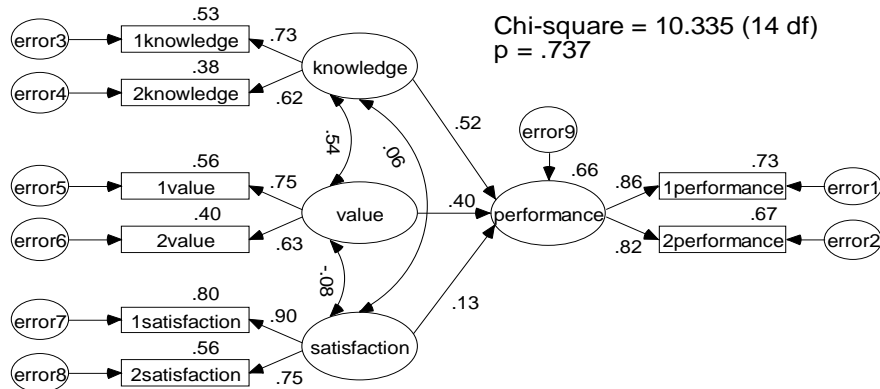 Chi-square = 10.335 (14 df)
p = .737
.53
error3
1knowledge
.73
knowledge
.38
error4
2knowledge
.62
.52
error9
.54
.06
.56
error5
1value
.75
value
.40
.66
performance
.86
.73
1performance
error1
.40
error6
2value
.63
.82
.67
2performance
error2
-.08
.13
.80
error7
1satisfaction
.90
satisfaction
.56
error8
2satisfaction
.75